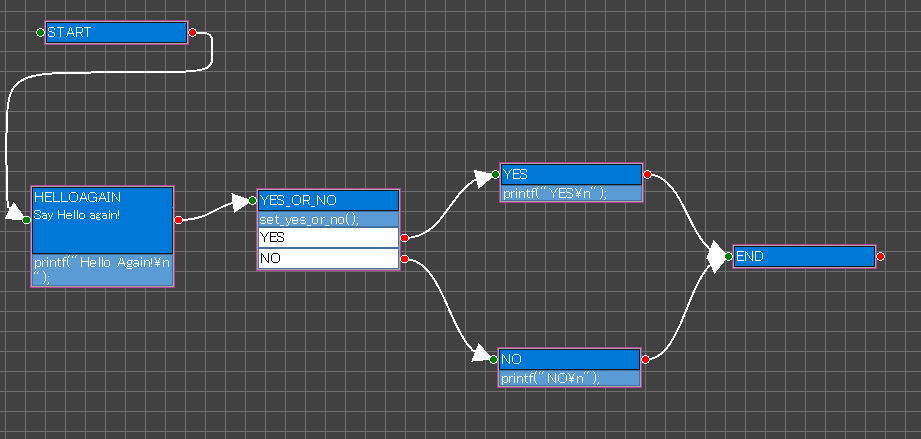 START
HELLOAGAIN
Say Hello again!
printf("Hello Again!¥n
");
YES_OR_NO
set_yes_or_no();
YES
NO
YES
printf("YES¥n");
NO
printf("NO¥n");
END